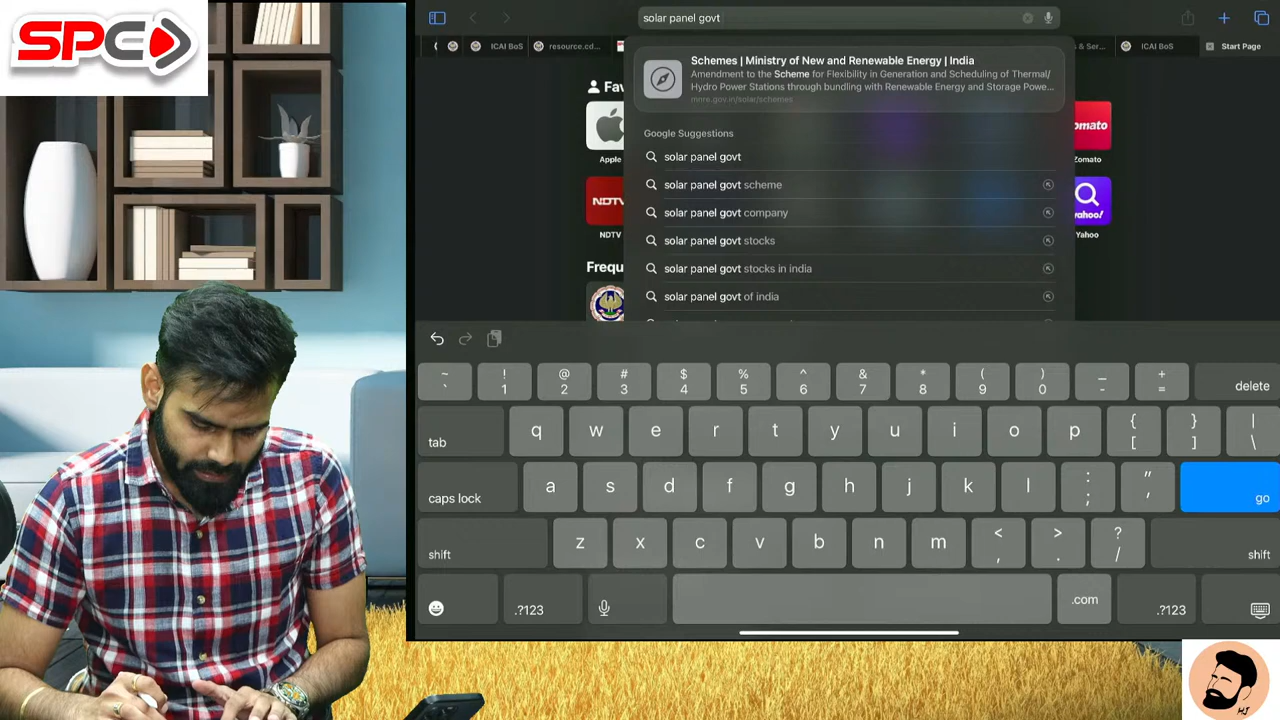 SPC
solar panel govt
ICAI BoS
resource.cd...
& Ser...
ICAI BoS
Start Page
Schemes | Ministry of New and Renewable Energy | India
Amendment to the Scheme for Flexibility in Generation and Scheduling of Thermal/
Hydro Power Stations through bundling with Renewable Energy and Storage Powe...
mnre.gov.in/solar/schemes
Fav
Apple
omato
Zomato
Google Suggestions
solar panel govt
solar panel govt scheme
solar panel govt company
solar panel govt stocks
solar panel govt stocks in india
solar panel govt of india
NDTV
NDTV
yahoo!
Yahoo
Frequ
~ ! @ # $ % ^ & * ( ) _ +
` 1 2 3 4 5 6 7 8 9 0 - = delete
tab q w e r t y u i o p { [ } ] | \
caps lock a s d f g h j k l : ; " ' go
shift z x c v b n m < , > . ? / shift
.?123 .com .?123
HJ